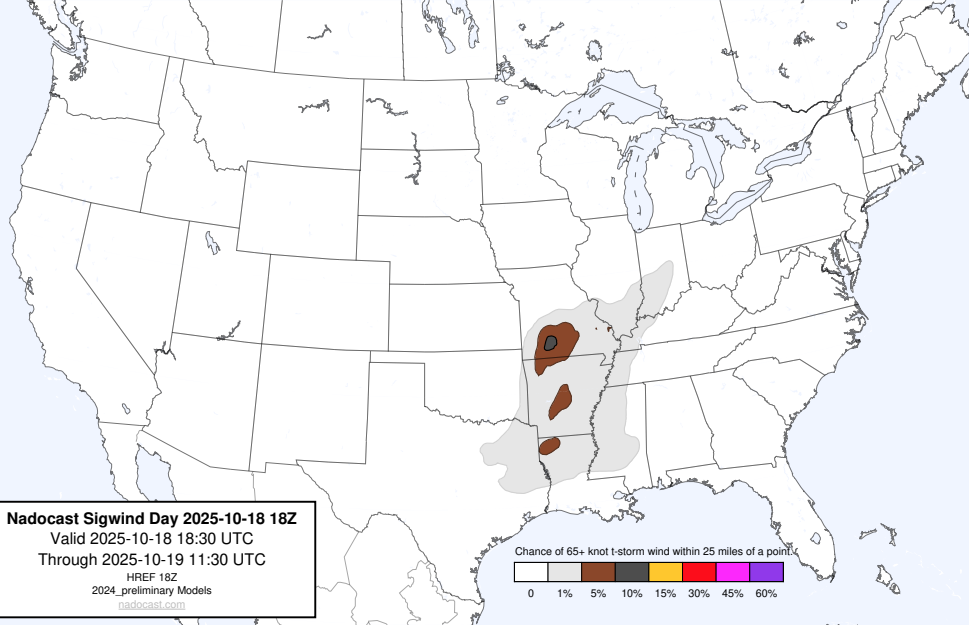 Nadocast Sigwind Day 2025-10-18 18Z
Valid 2025-10-18 18:30 UTC
Through 2025-10-19 11:30 UTC
HREF 18Z
2024_preliminary Models
nadocast.com
Chance of 65+ knot t-storm wind within 25 miles of a point.
0 1% 5% 10% 15% 30% 45% 60%